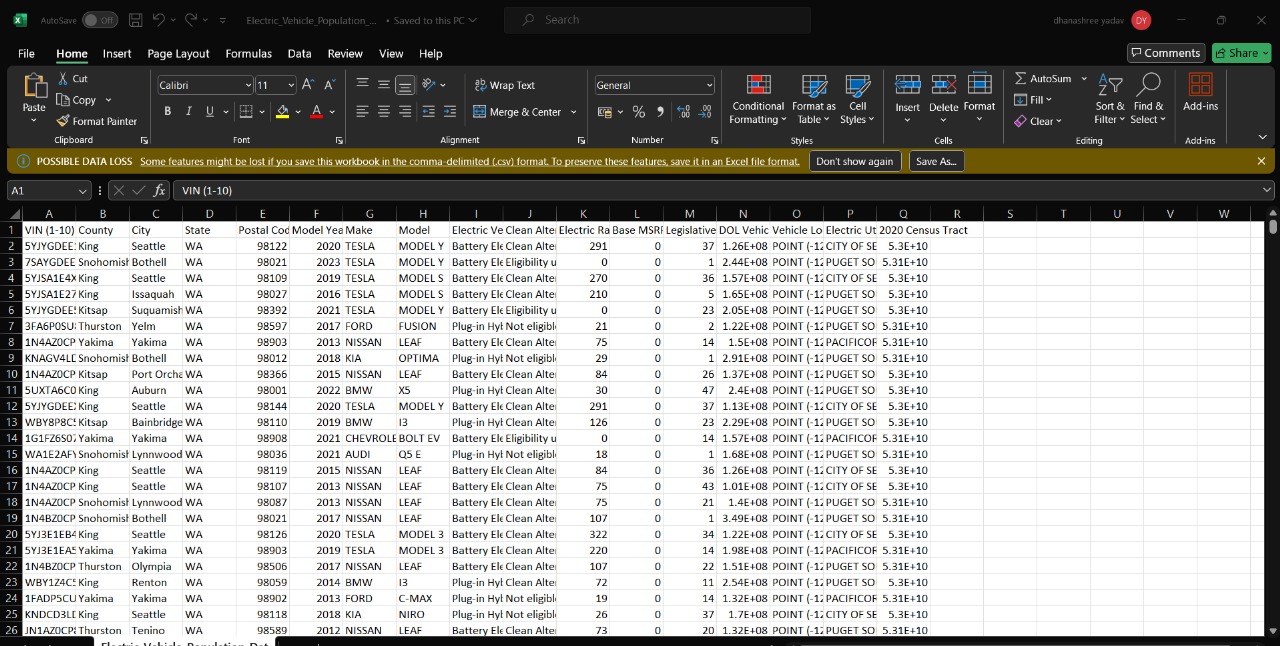 AutoSave Off Electric_Vehicle_Population_... • Saved to this PC Search dhanashree yadav DY
File Home Insert Page Layout Formulas Data Review View Help Comments Share
Paste Cut Copy Format Painter Clipboard
Calibri 11 B I U A Font
Wrap Text Merge & Center Alignment
General % Number
Conditional Formatting Format as Table Cell Styles Styles
Insert Delete Format Cells
AutoSum Fill Clear Sort & Filter Find & Select Editing
Add-ins Add-ins
POSSIBLE DATA LOSS Some features might be lost if you save this workbook in the comma-delimited (.csv) format. To preserve these features, save it in an Excel file format. Don't show again Save As...
A1 fx VIN (1-10)
A B C D E F G H I J K L M N O P Q R S T U V W
1 VIN (1-10) County City State Postal Cod Model Yea Make Model Electric Ve Clean Alter Electric Ra Base MSRP Legislative DOL Vehic Vehicle Lo Electric Ut 2020 Census Tract
2 5YJYGDEE King Seattle WA 98122 2020 TESLA MODEL Y Battery Ele Clean Alter 291 0 37 1.26E+08 POINT (-12 CITY OF SE 5.3E+10
3 7SAYGDEE Snohomish Bothell WA 98021 2023 TESLA MODEL Y Battery Ele Eligibility u 0 0 1 2.44E+08 POINT (-12 PUGET SO 5.31E+10
4 5YJSA1E4X King Seattle WA 98109 2019 TESLA MODEL S Battery Ele Clean Alter 270 0 36 1.57E+08 POINT (-12 CITY OF SE 5.3E+10
5 5YJSA1E27 King Issaquah WA 98027 2016 TESLA MODEL S Battery Ele Clean Alter 210 0 5 1.65E+08 POINT (-12 PUGET SO 5.3E+10
6 5YJYGDEE Kitsap Suquamish WA 98392 2021 TESLA MODEL Y Battery Ele Eligibility u 0 0 23 2.05E+08 POINT (-12 PUGET SO 5.3E+10
7 3FA6P0SU Thurston Yelm WA 98597 2017 FORD FUSION Plug-in Hyl Not eligible 21 0 2 1.22E+08 POINT (-12 PUGET SO 5.31E+10
8 1N4AZ0CP Yakima Yakima WA 98903 2013 NISSAN LEAF Battery Ele Clean Alter 75 0 14 1.5E+08 POINT (-12 PACIFICOR 5.31E+10
9 KNAGV4LD Snohomish Bothell WA 98012 2018 KIA OPTIMA Plug-in Hyl Not eligible 29 0 1 2.91E+08 POINT (-12 PUGET SO 5.31E+10
10 1N4AZ0CP Kitsap Port Orcha WA 98366 2015 NISSAN LEAF Battery Ele Clean Alter 84 0 26 1.37E+08 POINT (-12 PUGET SO 5.3E+10
11 5UXTA6C0 King Auburn WA 98001 2022 BMW X5 Plug-in Hyl Clean Alter 30 0 47 2.4E+08 POINT (-12 PUGET SO 5.3E+10
12 5YJYGDEE King Seattle WA 98144 2020 TESLA MODEL Y Battery Ele Clean Alter 291 0 37 1.13E+08 POINT (-12 CITY OF SE 5.3E+10
13 WBY8P8C5 Kitsap Bainbridge WA 98110 2019 BMW I3 Plug-in Hyl Clean Alter 126 0 23 2.29E+08 POINT (-12 PUGET SO 5.3E+10
14 1G1FZ6S07 Yakima Yakima WA 98908 2021 CHEVROLE BOLT EV Battery Ele Eligibility u 0 0 14 1.57E+08 POINT (-12 PACIFICOR 5.31E+10
15 WA1E2AFY Snohomish Lynnwood WA 98036 2021 AUDI Q5 E Plug-in Hyl Not eligible 18 0 1 1.68E+08 POINT (-12 PUGET SO 5.31E+10
16 1N4AZ0CP King Seattle WA 98119 2015 NISSAN LEAF Battery Ele Clean Alter 84 0 36 1.26E+08 POINT (-12 CITY OF SE 5.3E+10
17 1N4AZ0CP King Seattle WA 98107 2013 NISSAN LEAF Battery Ele Clean Alter 75 0 43 1.01E+08 POINT (-12 CITY OF SE 5.3E+10
18 1N4AZ0CP Snohomish Lynnwood WA 98087 2013 NISSAN LEAF Battery Ele Clean Alter 75 0 21 1.4E+08 POINT (-12 PUGET SO 5.31E+10
19 1N4BZ0CP Snohomish Bothell WA 98021 2017 NISSAN LEAF Battery Ele Clean Alter 107 0 1 3.49E+08 POINT (-12 PUGET SO 5.31E+10
20 5YJ3E1EB4 King Seattle WA 98126 2020 TESLA MODEL 3 Battery Ele Clean Alter 322 0 34 1.22E+08 POINT (-12 CITY OF SE 5.3E+10
21 5YJ3E1EA5 Yakima Yakima WA 98903 2019 TESLA MODEL 3 Battery Ele Clean Alter 220 0 14 1.98E+08 POINT (-12 PACIFICOR 5.31E+10
22 1N4BZ0CP Thurston Olympia WA 98506 2017 NISSAN LEAF Battery Ele Clean Alter 107 0 22 1.51E+08 POINT (-12 PUGET SO 5.31E+10
23 WBY1Z4C5 King Renton WA 98059 2014 BMW I3 Plug-in Hyl Clean Alter 72 0 11 2.54E+08 POINT (-12 PUGET SO 5.3E+10
24 1FADP5CU Yakima Yakima WA 98902 2013 FORD C-MAX Plug-in Hyl Not eligible 19 0 14 1.32E+08 POINT (-12 PACIFICOR 5.31E+10
25 KNDCD3LD King Seattle WA 98118 2018 KIA NIRO Plug-in Hyl Not eligible 26 0 37 1.7E+08 POINT (-12 CITY OF SE 5.3E+10
26 JN1AZ0CP Thurston Tenino WA 98589 2012 NISSAN LEAF Battery Ele Clean Alter 73 0 20 1.32E+08 POINT (-12 PUGET SO 5.31E+10
Electric_Vehicle_Population_Dat